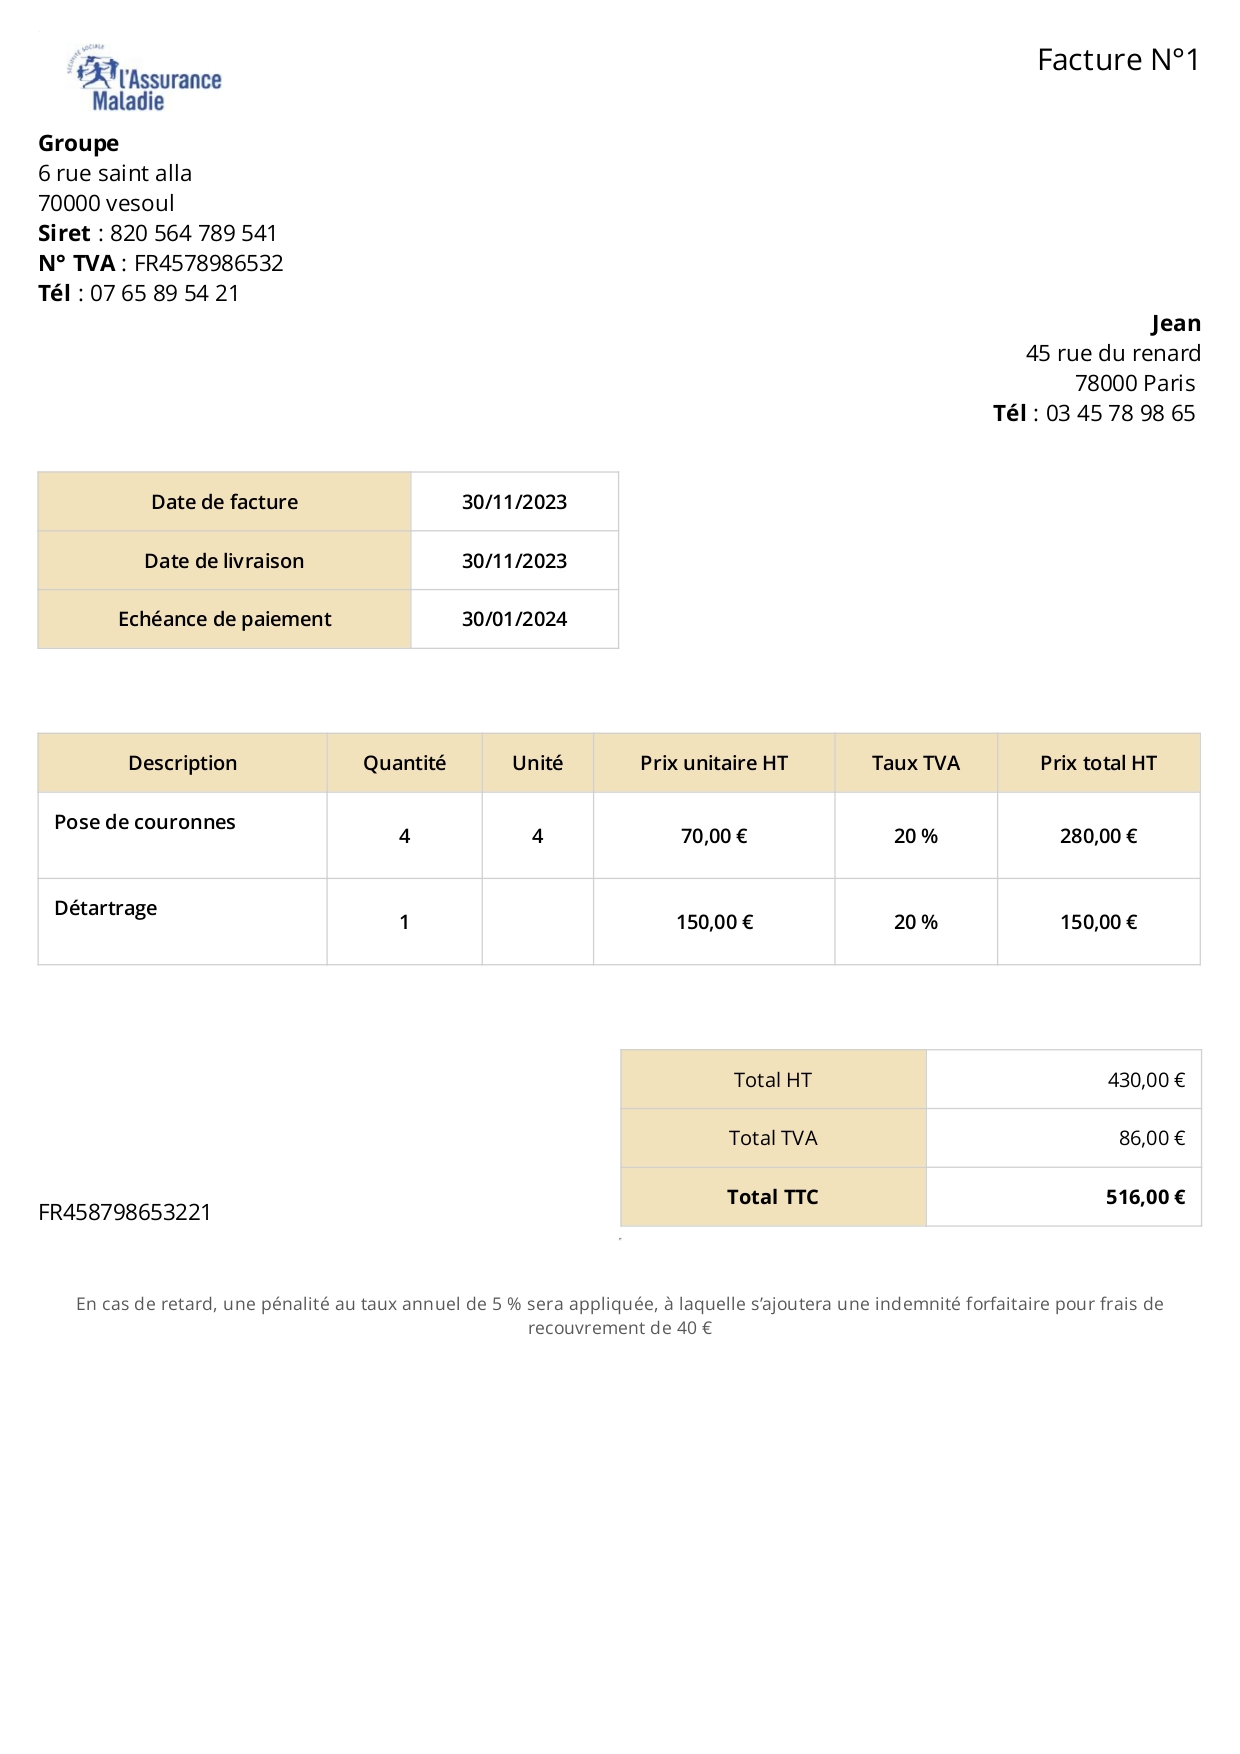 SÉCURITÉ SOCIALE
l'Assurance
Maladie
Facture N°1
Groupe
6 rue saint alla
70000 vesoul
Siret : 820 564 789 541
N° TVA : FR4578986532
Tél : 07 65 89 54 21
Jean
45 rue du renard
78000 Paris
Tél : 03 45 78 98 65
Date de facture 30/11/2023
Date de livraison 30/11/2023
Echéance de paiement 30/01/2024
Description Quantité Unité Prix unitaire HT Taux TVA Prix total HT
Pose de couronnes 4 4 70,00 € 20 % 280,00 €
Détartrage 1 150,00 € 20 % 150,00 €
Total HT 430,00 €
Total TVA 86,00 €
Total TTC 516,00 €
FR458798653221
En cas de retard, une pénalité au taux annuel de 5 % sera appliquée, à laquelle s’ajoutera une indemnité forfaitaire pour frais de
recouvrement de 40 €